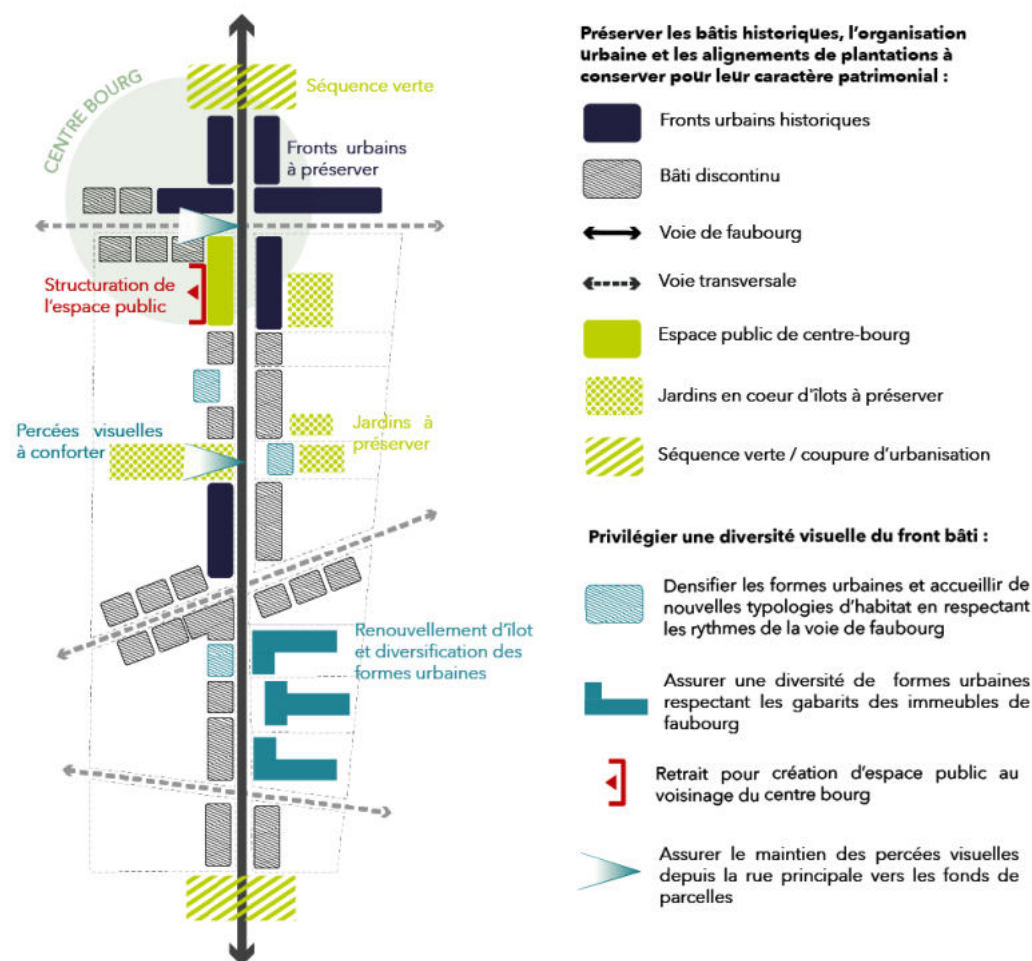 CENTRE BOURG
Séquence verte
Fronts urbains
à préserver
Structuration de
l'espace public
Percées visuelles
à conforter
Jardins à
préserver
Renouvellement d'îlot
et diversification des
formes urbaines
Préserver les bâtis historiques, l'organisation
urbaine et les alignements de plantations à
conserver pour leur caractère patrimonial :
Fronts urbains historiques
Bâti discontinu
Voie de faubourg
Voie transversale
Espace public de centre-bourg
Jardins en coeur d'îlots à préserver
Séquence verte / coupure d'urbanisation
Privilégier une diversité visuelle du front bâti :
Densifier les formes urbaines et accueillir de
nouvelles typologies d'habitat en respectant
les rythmes de la voie de faubourg
Assurer une diversité de formes urbaines
respectant les gabarits des immeubles de
faubourg
Retrait pour création d'espace public au
voisinage du centre bourg
Assurer le maintien des percées visuelles
depuis la rue principale vers les fonds de
parcelles